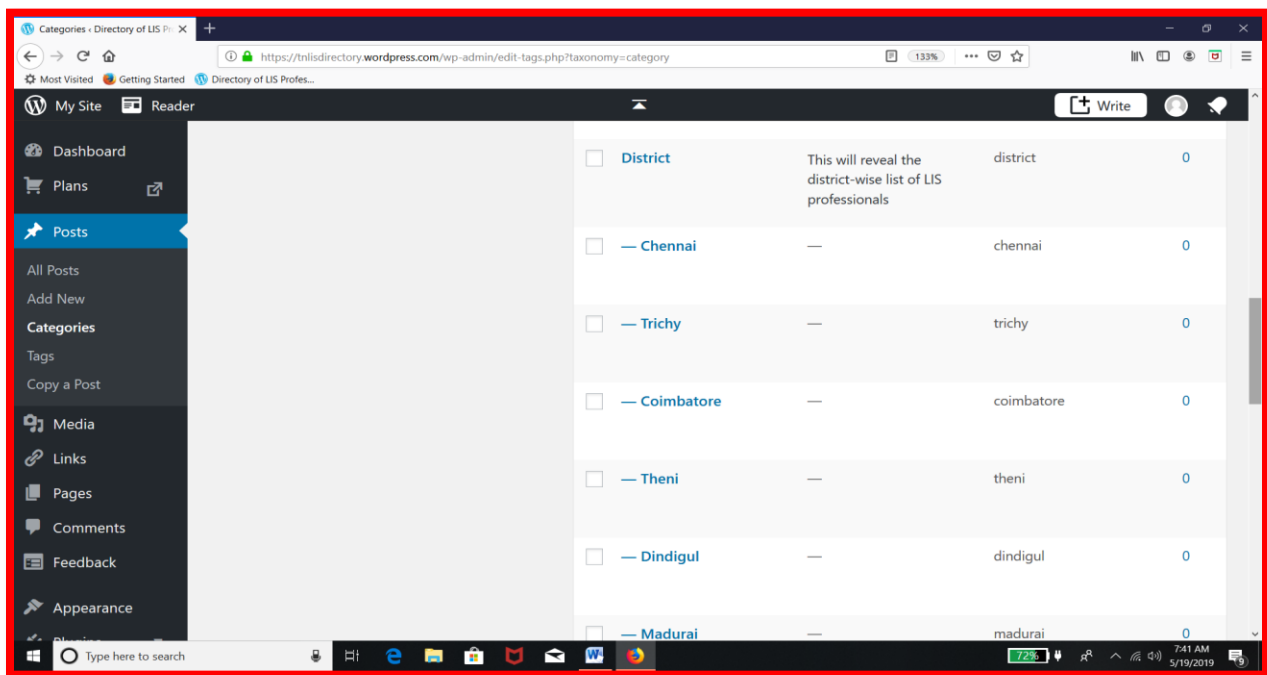 Categories ‹ Directory of LIS Pr
https://tnlisdirectory.wordpress.com/wp-admin/edit-tags.php?taxonomy=category
133%
Most Visited Getting Started Directory of LIS Profes...
My Site Reader Write
Dashboard
Plans
Posts
All Posts
Add New
Categories
Tags
Copy a Post
Media
Links
Pages
Comments
Feedback
Appearance
Plugins
District This will reveal the district 0
district-wise list of LIS
professionals
— Chennai — chennai 0
— Trichy — trichy 0
— Coimbatore — coimbatore 0
— Theni — theni 0
— Dindigul — dindigul 0
— Madurai — madurai 0
Type here to search
72%
7:41 AM
5/19/2019
9